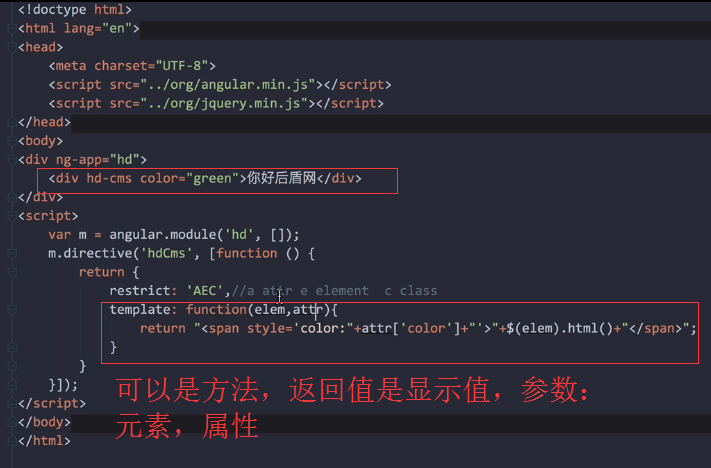 <!doctype html>
<html lang="en">
<head>
    <meta charset="UTF-8">
    <script src="../org/angular.min.js"></script>
    <script src="../org/jquery.min.js"></script>
</head>
<body>
<div ng-app="hd">
    <div hd-cms color="green">你好后盾网</div>
</div>
<script>
    var m = angular.module('hd', []);
    m.directive('hdCms', [function () {
        return {
            restrict: 'AEC',//a attr e element  c class
            template: function(elem,attr){
                return "<span style='color:"+attr['color']+"'>"+$(elem).html()+"</span>";
            }
        }
    }]);
</script>
</body>
</html>
可以是方法，返回值是显示值，参数：
元素，属性